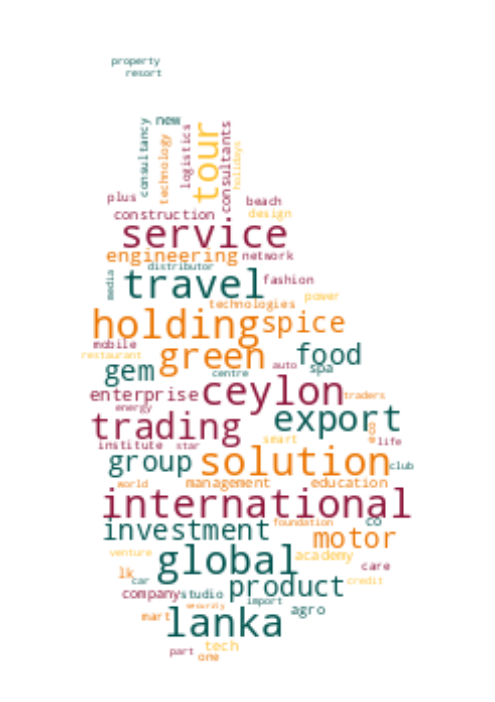 property
resort
consultancy
new
technology
logistics
tour
consultants
holidays
plus
beach
construction
design
service
engineering
network
distributor
media
travel
fashion
power
technologies
holding
spice
mobile
restaurant
green
food
gem
centre
auto
spa
enterprise
ceylon
traders
energy
export
trading
smart
life
institute
star
group
solution
club
world
management
education
international
investment
foundation
co
motor
venture
global
academy
lk
car
care
product
credit
company
studio
import
security
agro
mart
lanka
tech
part
one